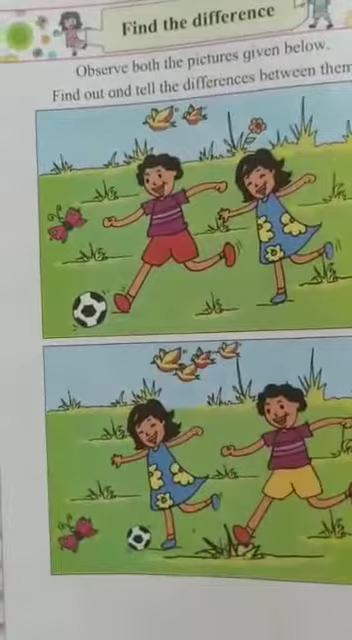 Find the difference
Observe both the pictures given below.
Find out and tell the differences between them